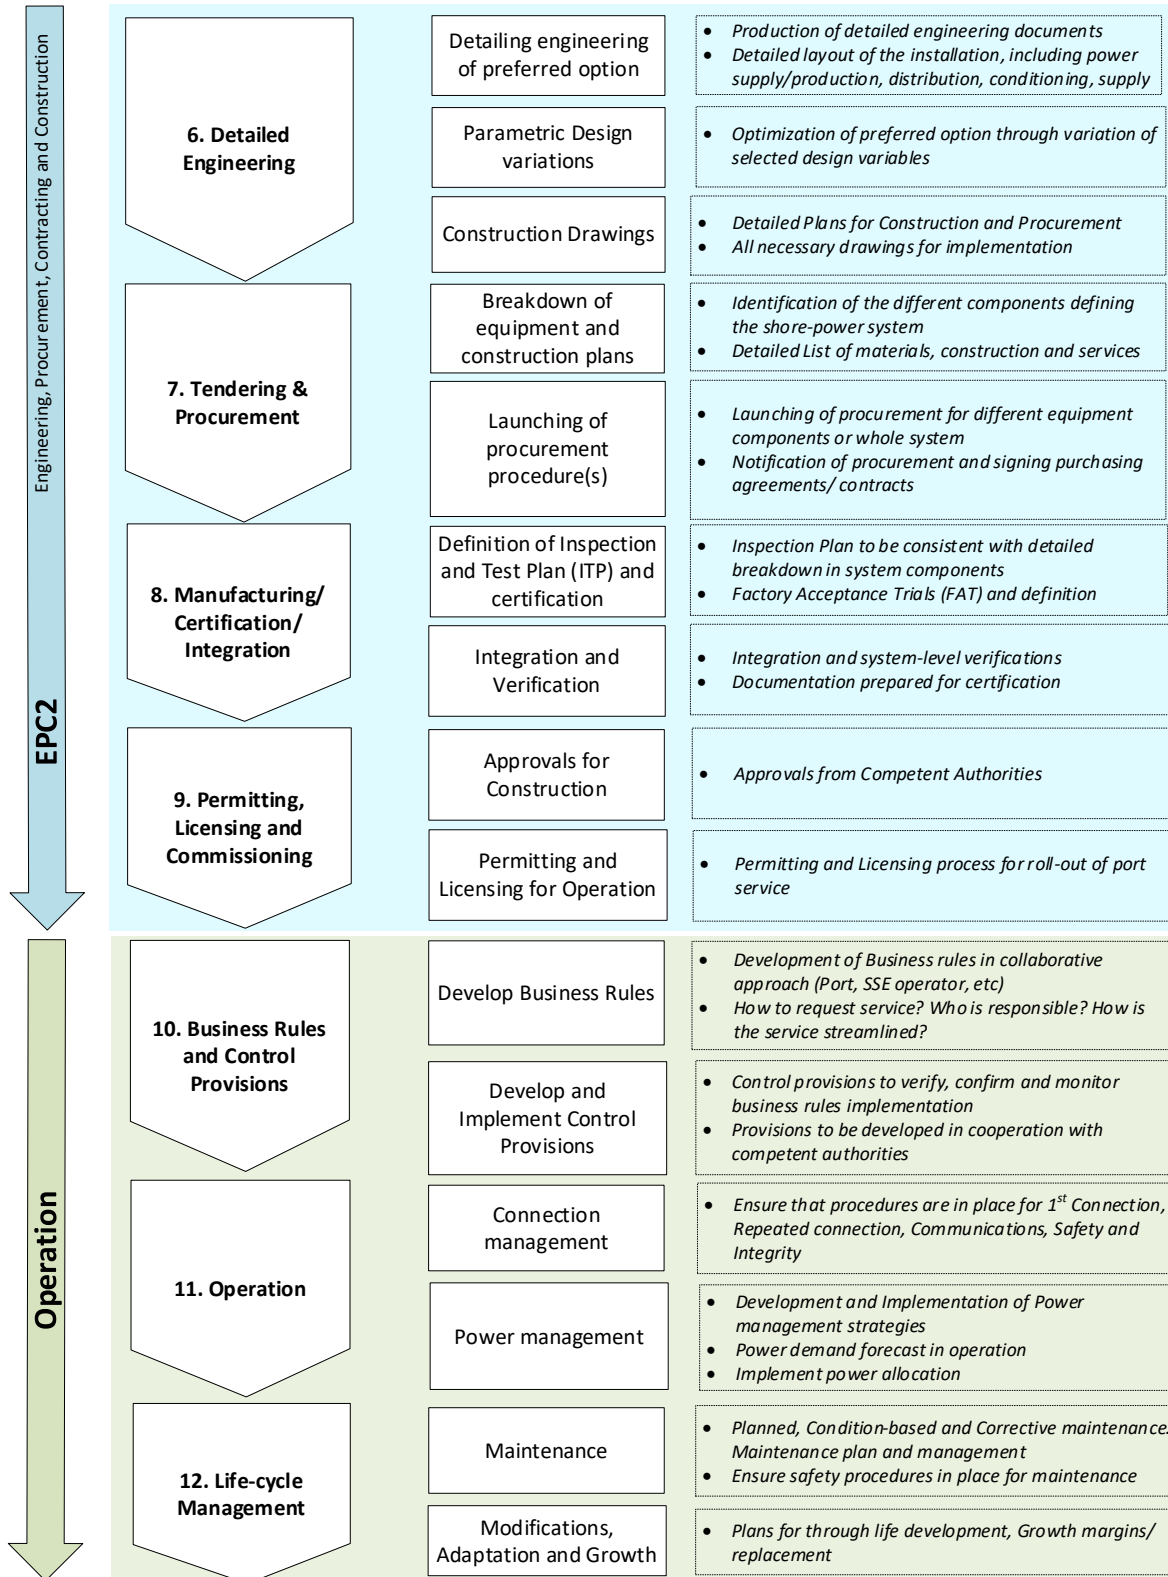 Engineering, Procurement, Contracting and Construction
EPC2
6. Detailed
Engineering
Detailing engineering
of preferred option
• Production of detailed engineering documents
• Detailed layout of the installation, including power
supply/production, distribution, conditioning, supply
Parametric Design
variations
• Optimization of preferred option through variation of
selected design variables
Construction Drawings
• Detailed Plans for Construction and Procurement
• All necessary drawings for implementation
7. Tendering &
Procurement
Breakdown of
equipment and
construction plans
• Identification of the different components defining
the shore-power system
• Detailed List of materials, construction and services
Launching of
procurement
procedure(s)
• Launching of procurement for different equipment
components or whole system
• Notification of procurement and signing purchasing
agreements/ contracts
8. Manufacturing/
Certification/
Integration
Definition of Inspection
and Test Plan (ITP) and
certification
• Inspection Plan to be consistent with detailed
breakdown in system components
• Factory Acceptance Trials (FAT) and definition
Integration and
Verification
• Integration and system-level verifications
• Documentation prepared for certification
9. Permitting,
Licensing and
Commissioning
Approvals for
Construction
• Approvals from Competent Authorities
Permitting and
Licensing for Operation
• Permitting and Licensing process for roll-out of port
service
Operation
10. Business Rules
and Control
Provisions
Develop Business Rules
• Development of Business rules in collaborative
approach (Port, SSE operator, etc)
• How to request service? Who is responsible? How is
the service streamlined?
Develop and
Implement Control
Provisions
• Control provisions to verify, confirm and monitor
business rules implementation
• Provisions to be developed in cooperation with
competent authorities
11. Operation
Connection
management
• Ensure that procedures are in place for 1st Connection,
Repeated connection, Communications, Safety and
Integrity
Power management
• Development and Implementation of Power
management strategies
• Power demand forecast in operation
• Implement power allocation
12. Life-cycle
Management
Maintenance
• Planned, Condition-based and Corrective maintenance.
Maintenance plan and management
• Ensure safety procedures in place for maintenance
Modifications,
Adaptation and Growth
• Plans for through life development, Growth margins/
replacement